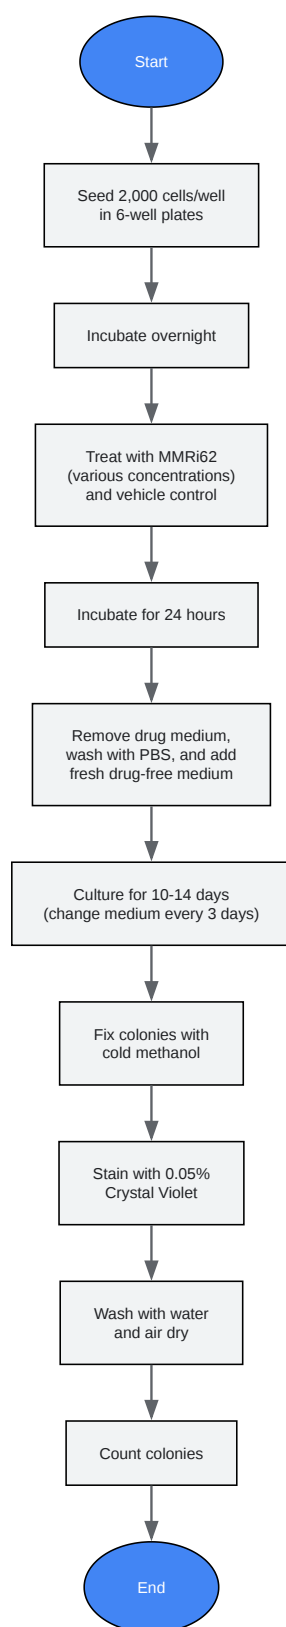 Start
Seed 2,000 cells/well
in 6-well plates
Incubate overnight
Treat with MMRi62
(various concentrations)
and vehicle control
Incubate for 24 hours
Remove drug medium,
wash with PBS, and add
fresh drug-free medium
Culture for 10-14 days
(change medium every 3 days)
Fix colonies with
cold methanol
Stain with 0.05%
Crystal Violet
Wash with water
and air dry
Count colonies
End